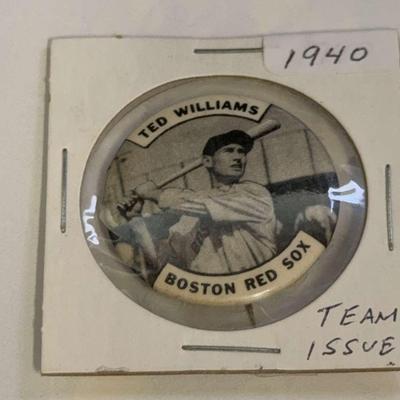 1940
TED WILLIAMS
BOSTON RED SOX
TEAM
ISSUE